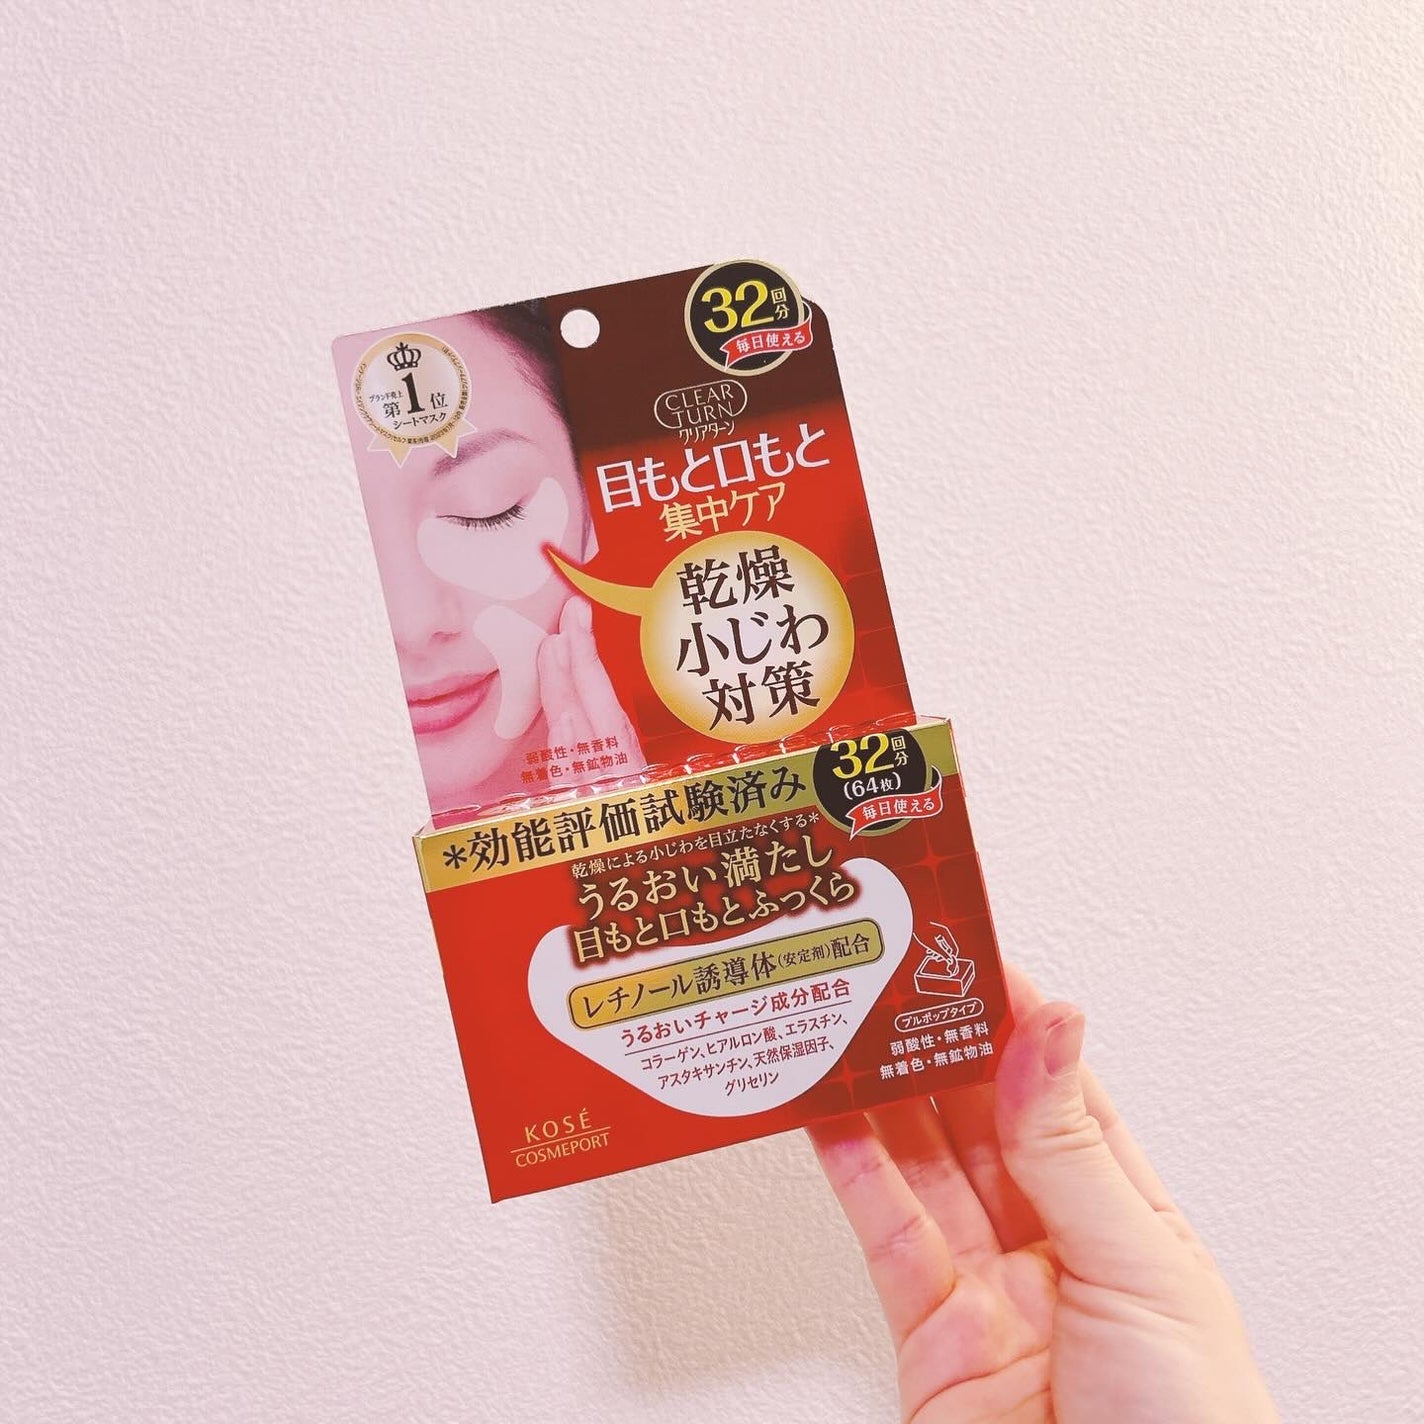 32回分
毎日使える
ブランド売上
第1位
シートマスク
CLEAR
TURN
クリアターン
目もと口もと
集中ケア
乾燥
小じわ
対策
弱酸性・無香料
無着色・無鉱物油
*効能評価試験済み
32回分
(64枚)
毎日使える
乾燥による小じわを目立たなくする*
うるおい満たし
目もと口もとふっくら
レチノール誘導体(安定剤)配合
うるおいチャージ成分配合
コラーゲン、ヒアルロン酸、エラスチン、
アスタキサンチン、天然保湿因子、
グリセリン
プルポップタイプ
弱酸性・無香料
無着色・無鉱物油
KOSÉ
COSMEPORT